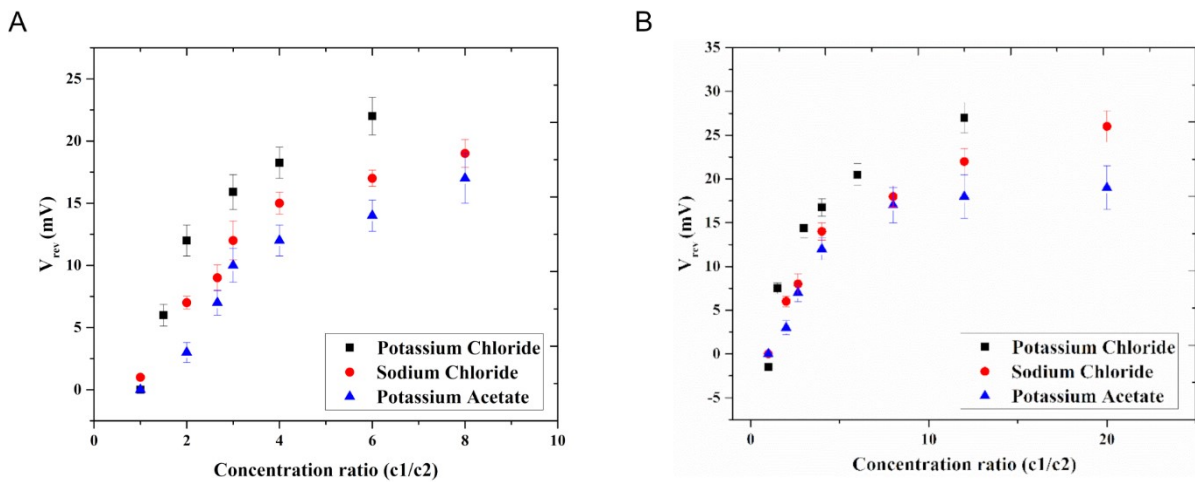 A
B
V_rev (mV)
25
20
15
10
5
0
0 2 4 6 8 10
Concentration ratio (c1/c2)
Potassium Chloride
Sodium Chloride
Potassium Acetate
V_rev (mV)
35
30
25
20
15
10
5
0
-5
0 10 20
Concentration ratio (c1/c2)
Potassium Chloride
Sodium Chloride
Potassium Acetate